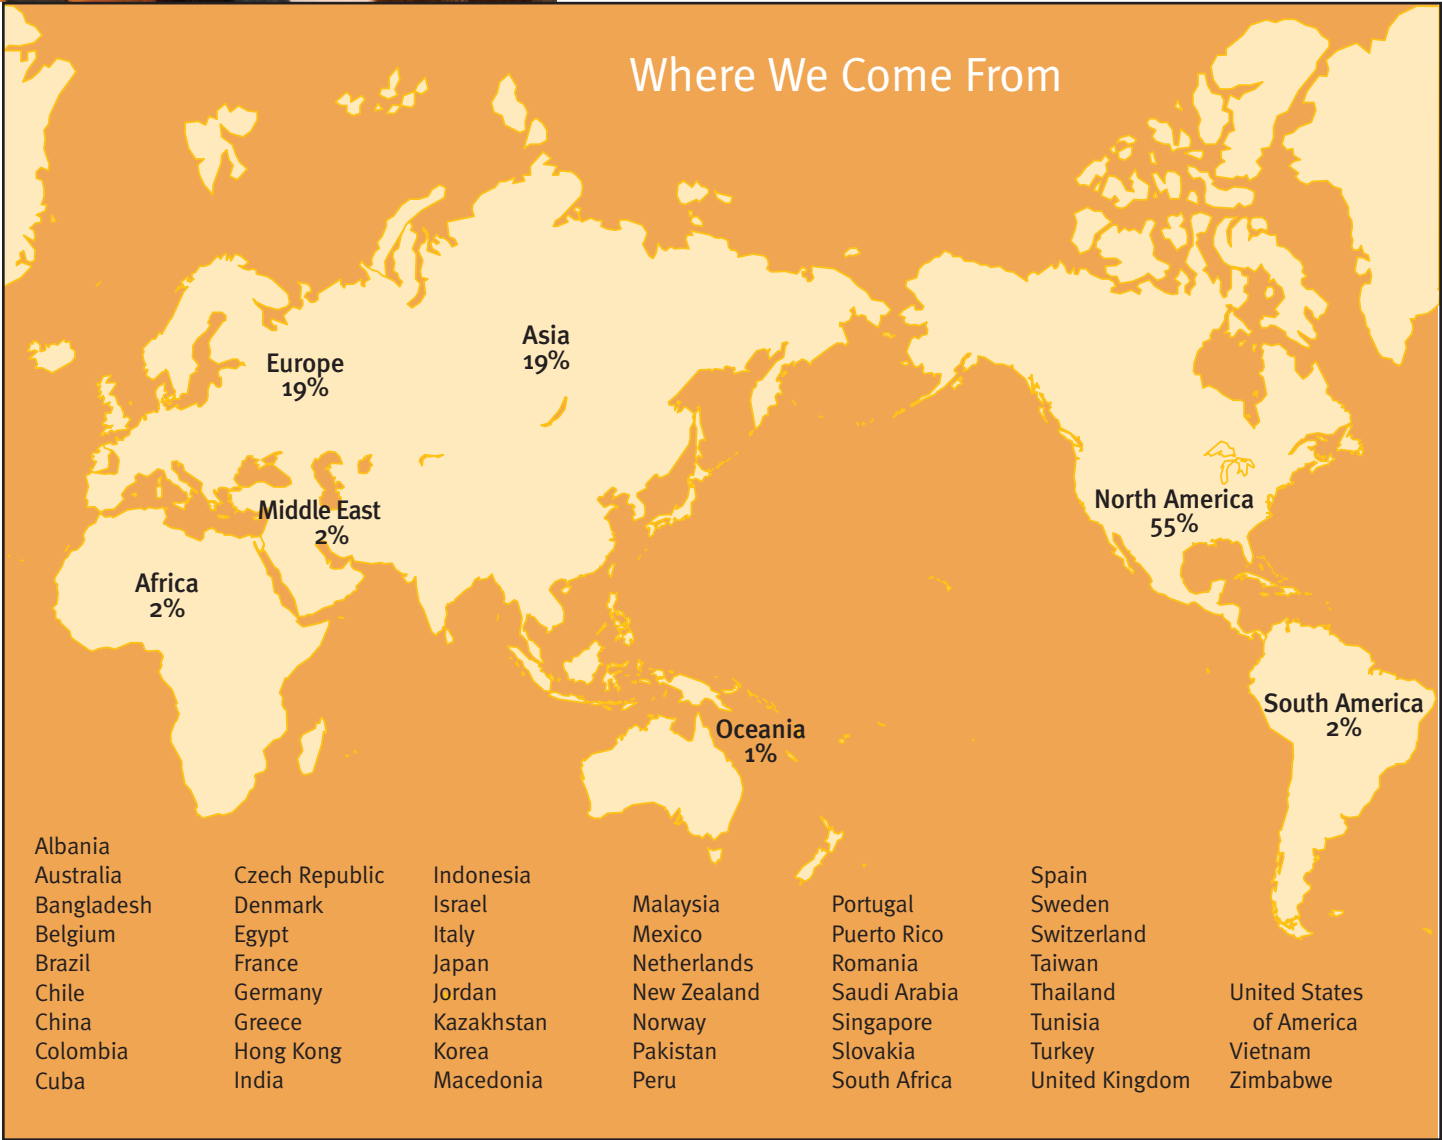 Where We Come From
Asia
19%
Europe
19%
North America
55%
Middle East
2%
Africa
2%
South America
2%
Oceania
1%
Albania
Australia
Bangladesh
Belgium
Brazil
Chile
China
Colombia
Cuba
Czech Republic
Denmark
Egypt
France
Germany
Greece
Hong Kong
India
Indonesia
Israel
Italy
Japan
Jordan
Kazakhstan
Korea
Macedonia
Malaysia
Mexico
Netherlands
New Zealand
Norway
Pakistan
Peru
Portugal
Puerto Rico
Romania
Saudi Arabia
Singapore
Slovakia
South Africa
Spain
Sweden
Switzerland
Taiwan
Thailand
Tunisia
Turkey
United Kingdom
United States
of America
Vietnam
Zimbabwe